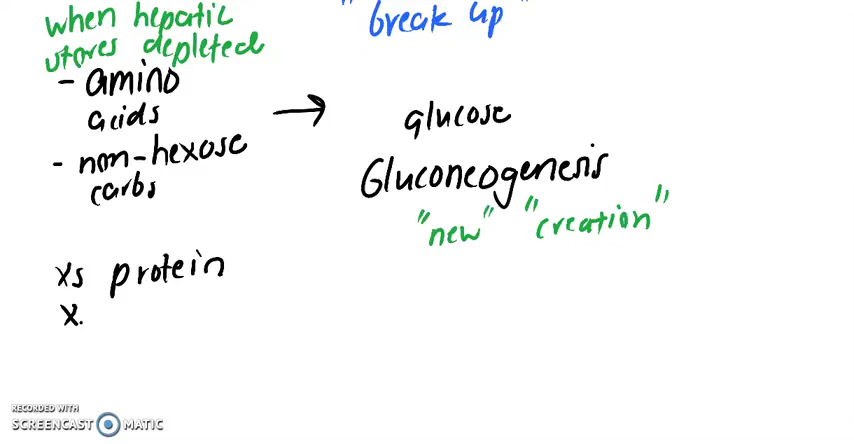 when hepatic
stores depleted
"break up"
- amino
acids
→ glucose
- non-hexose
carbs
Gluconeogenesis
"new" "creation"
xs protein
x.
RECORDED WITH
SCREENCAST MATIC